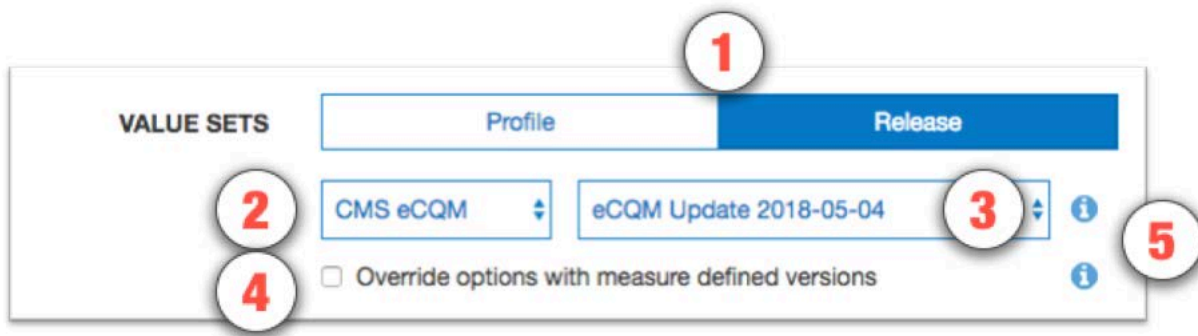 1
VALUE SETS Profile Release
2 CMS eCQM eCQM Update 2018-05-04 3
5
4 Override options with measure defined versions